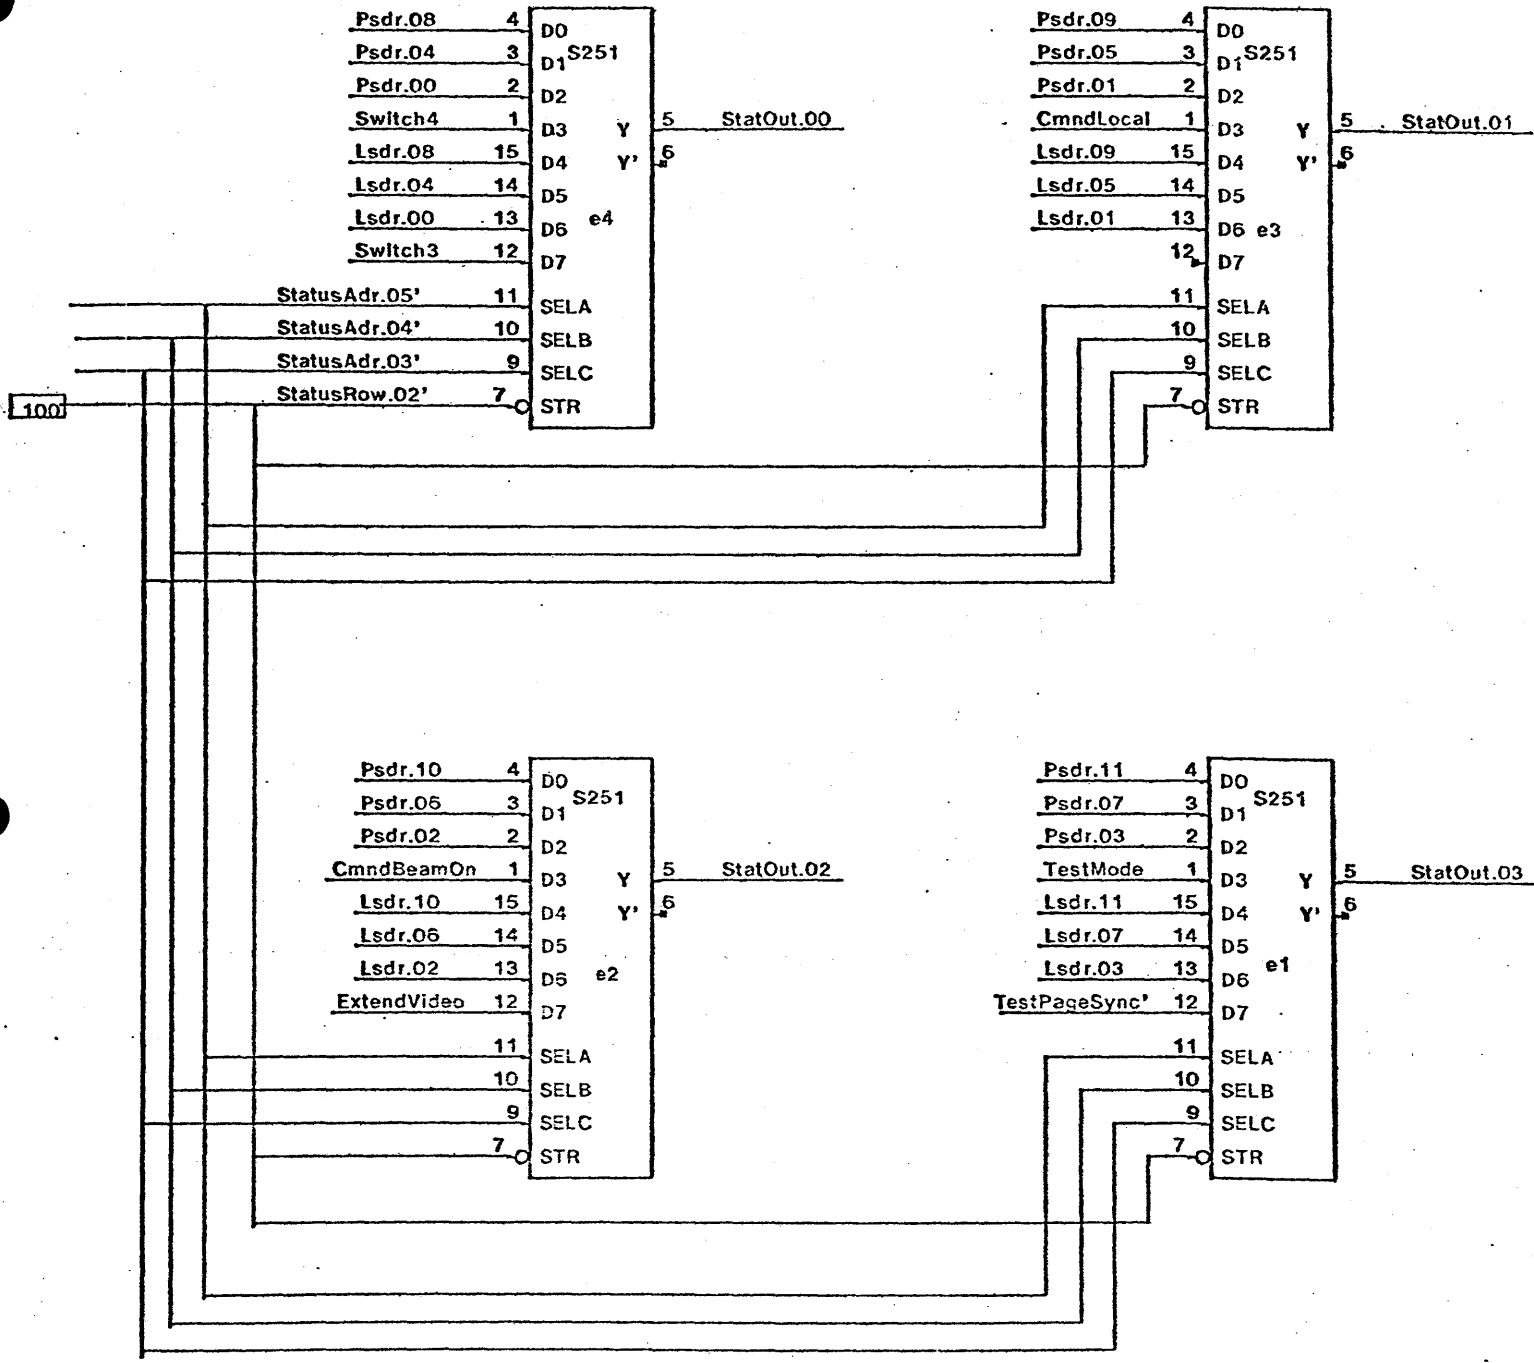 Psdr.08 4 D0
S251
Psdr.04 3 D1
Psdr.00 2 D2
Switch4 1 D3 Y 5 StatOut.00
Lsdr.08 15 D4 Y' 6
Lsdr.04 14 D5
Lsdr.00 13 D6 e4
Switch3 12 D7
StatusAdr.05' 11 SELA
StatusAdr.04' 10 SELB
StatusAdr.03' 9 SELC
100 StatusRow.02' 7 STR
Psdr.09 4 D0
S251
Psdr.05 3 D1
Psdr.01 2 D2
CmndLocal 1 D3 Y 5 StatOut.01
Lsdr.09 15 D4 Y' 6
Lsdr.05 14 D5
Lsdr.01 13 D6 e3
12 D7
11 SELA
10 SELB
9 SELC
7 STR
Psdr.10 4 D0
S251
Psdr.06 3 D1
Psdr.02 2 D2
CmndBeamOn 1 D3 Y 5 StatOut.02
Lsdr.10 15 D4 Y' 6
Lsdr.06 14 D5
Lsdr.02 13 D6 e2
ExtendVideo 12 D7
11 SELA
10 SELB
9 SELC
7 STR
Psdr.11 4 D0
S251
Psdr.07 3 D1
Psdr.03 2 D2
TestMode 1 D3 Y 5 StatOut.03
Lsdr.11 15 D4 Y' 6
Lsdr.07 14 D5
Lsdr.03 13 D6 e1
TestPageSync' 12 D7
11 SELA
10 SELB
9 SELC
7 STR